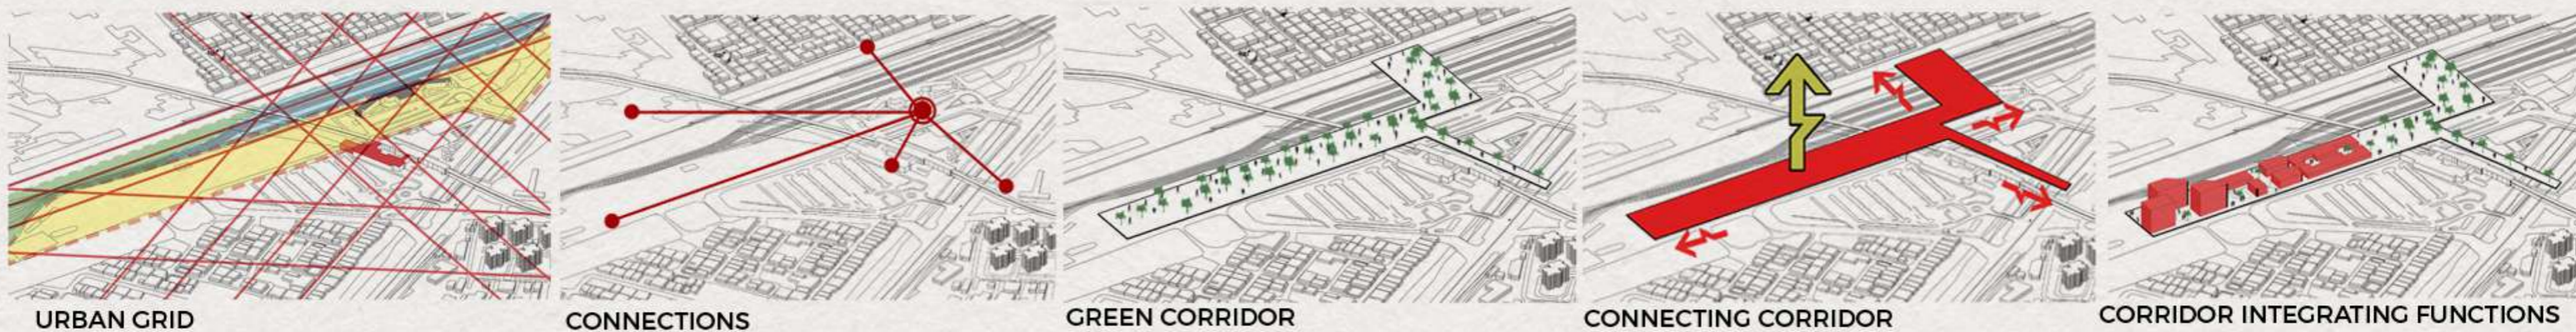 URBAN GRID
CONNECTIONS
GREEN CORRIDOR
CONNECTING CORRIDOR
CORRIDOR INTEGRATING FUNCTIONS